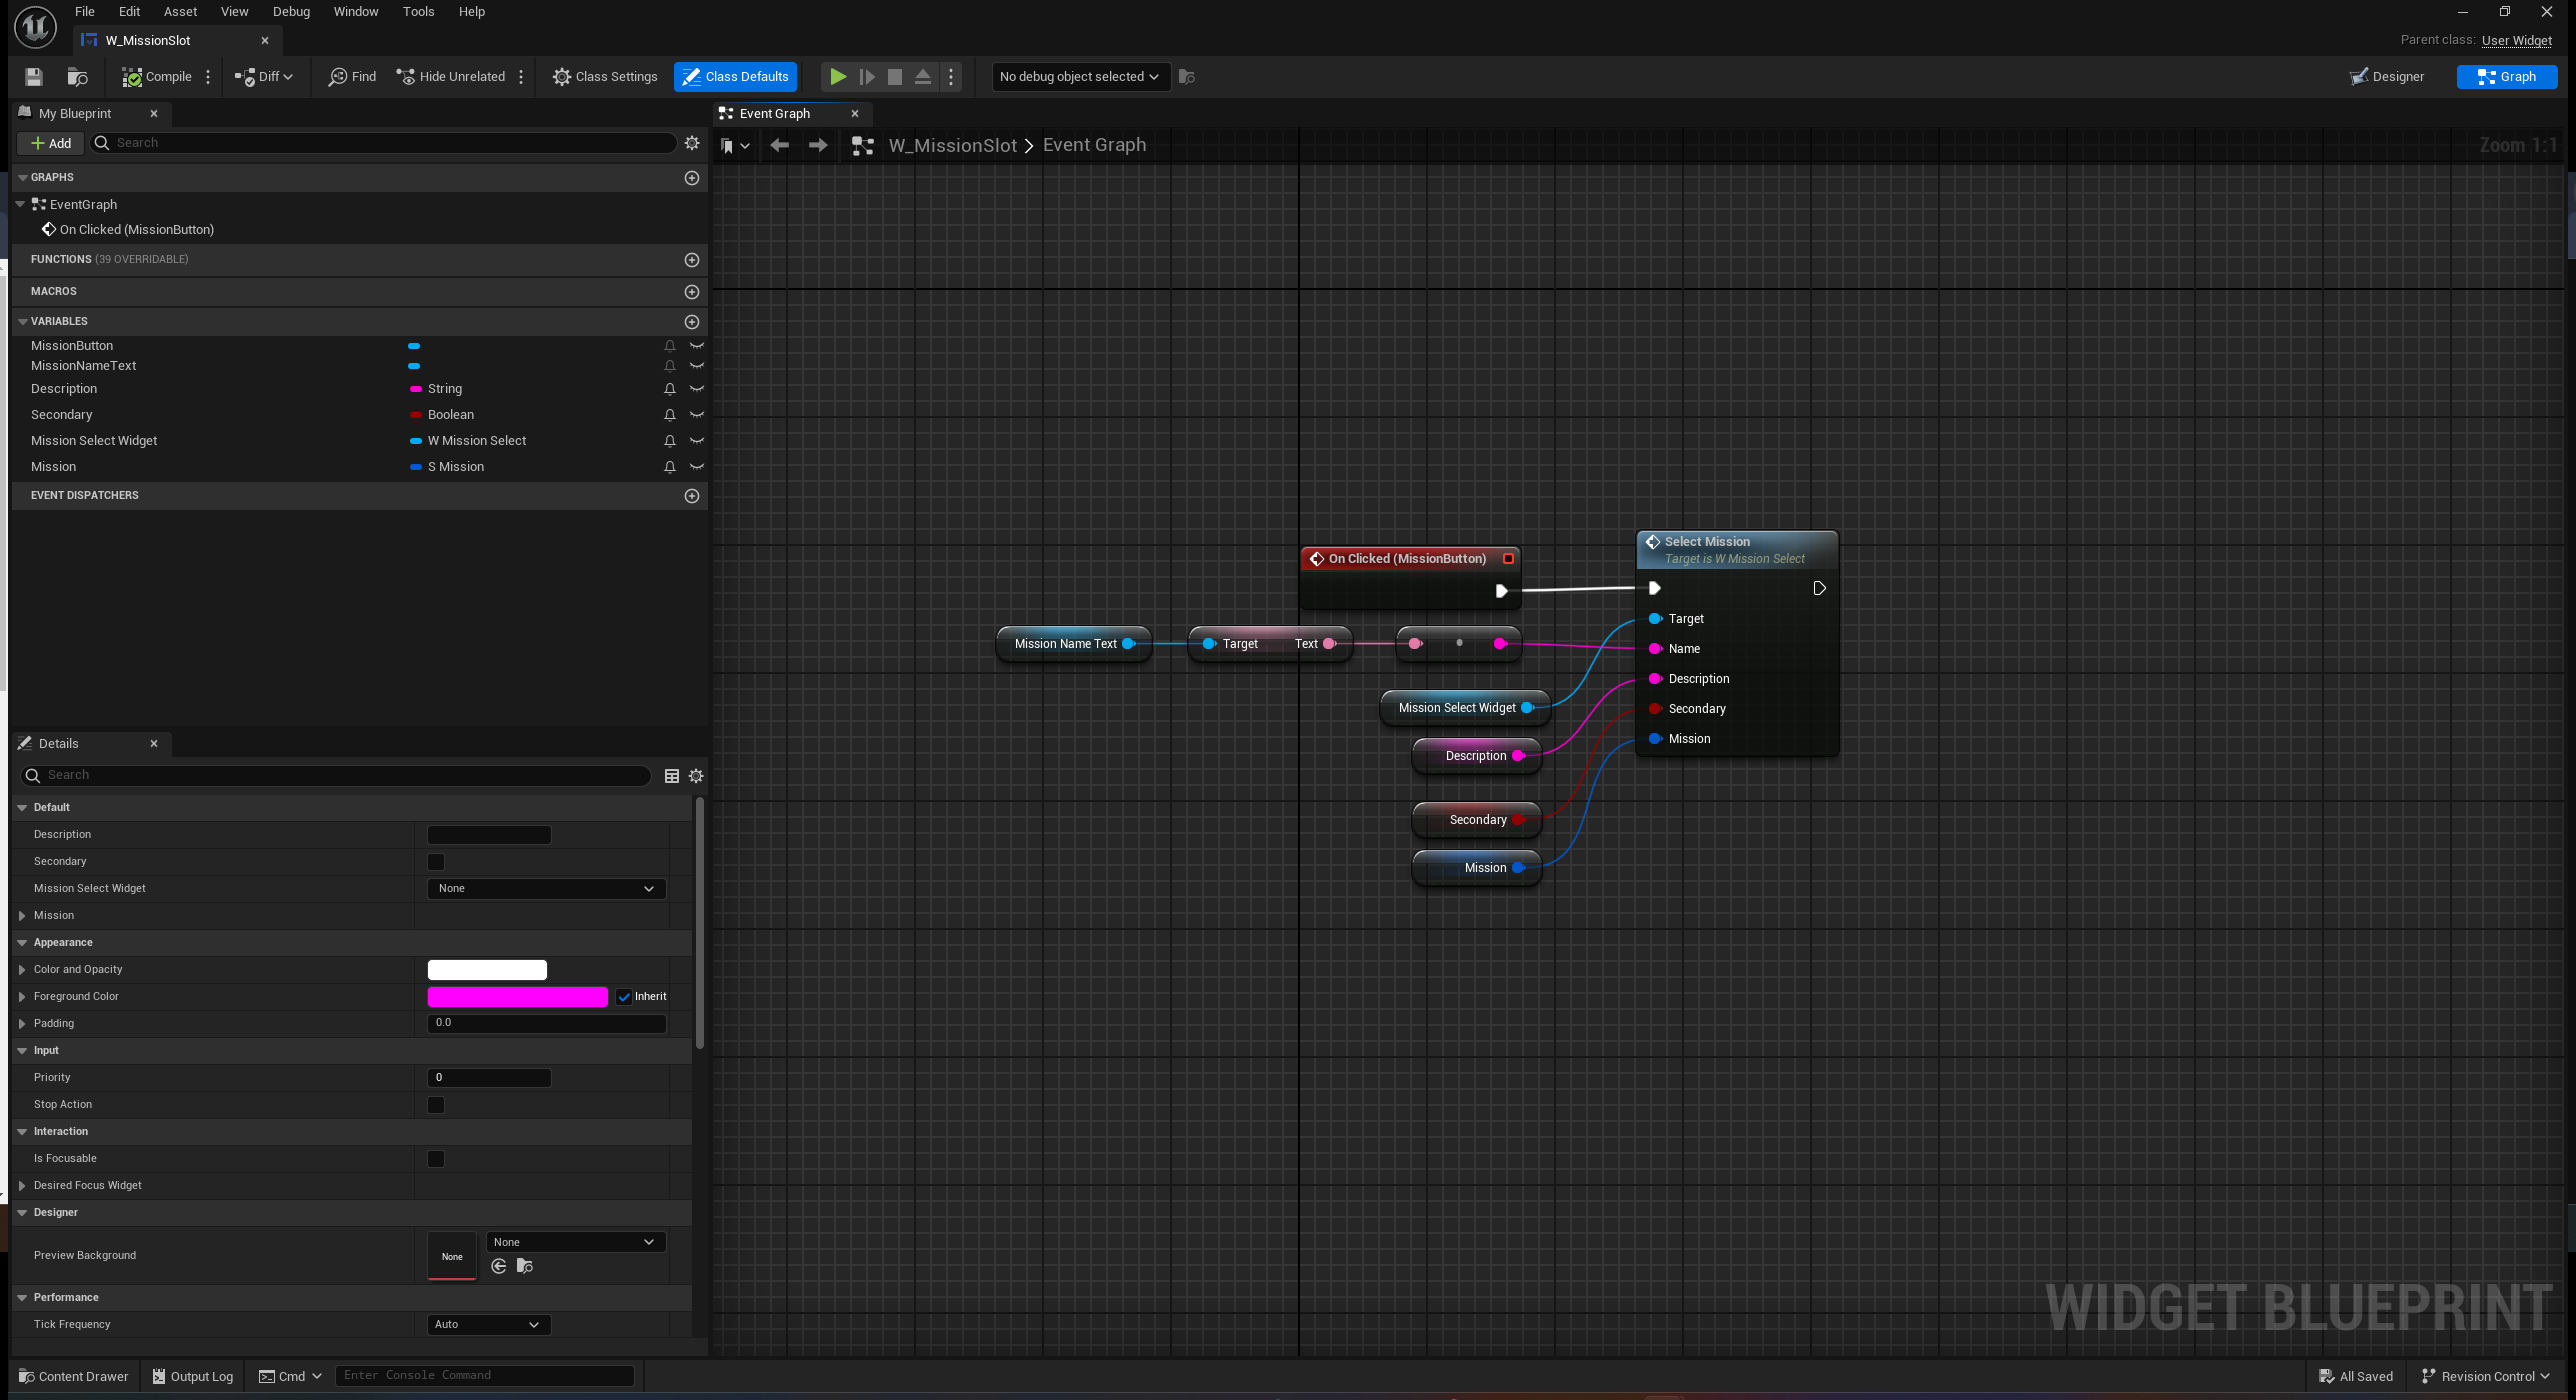 File Edit Asset View Debug Window Tools Help
W_MissionSlot
Parent class: User Widget
Compile Diff Find Hide Unrelated Class Settings Class Defaults No debug object selected Designer Graph
My Blueprint
Event Graph
Add Search
W_MissionSlot > Event Graph
Zoom 1:1
GRAPHS
EventGraph
On Clicked (MissionButton)
FUNCTIONS (39 OVERRIDABLE)
MACROS
VARIABLES
MissionButton
MissionNameText
Description String
Secondary Boolean
Mission Select Widget W Mission Select
Mission S Mission
EVENT DISPATCHERS
On Clicked (MissionButton)
Select Mission
Target is W Mission Select
Target
Name
Description
Secondary
Mission
Mission Name Text
Target Text
Mission Select Widget
Description
Secondary
Mission
Details
Search
Default
Description
Secondary
Mission Select Widget None
Mission
Appearance
Color and Opacity
Foreground Color Inherit
Padding 0.0
Input
Priority 0
Stop Action
Interaction
Is Focusable
Desired Focus Widget
Designer
Preview Background None None
Performance
Tick Frequency Auto
WIDGET BLUEPRINT
Content Drawer Output Log Cmd Enter Console Command All Saved Revision Control